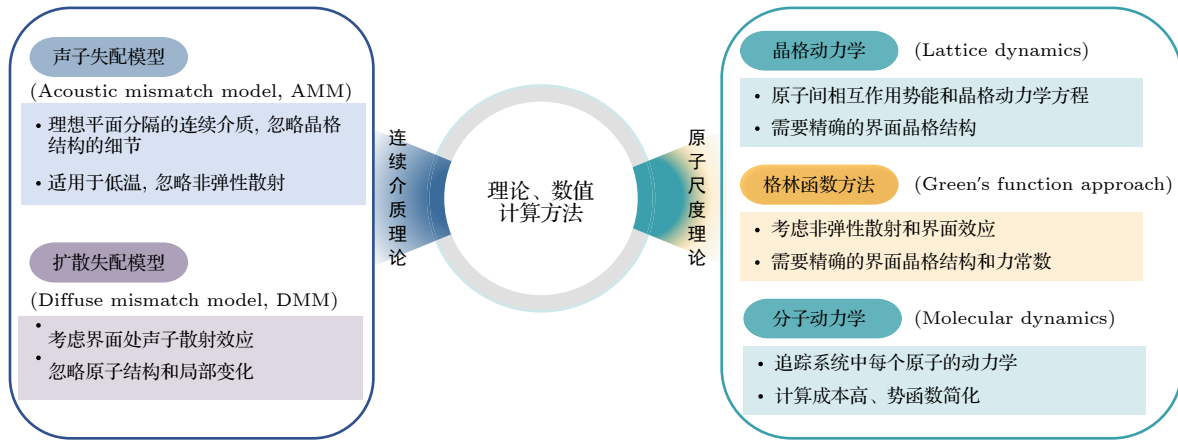 声子失配模型
(Acoustic mismatch model, AMM)
• 理想平面分隔的连续介质, 忽略晶格
结构的细节
• 适用于低温, 忽略非弹性散射
扩散失配模型
(Diffuse mismatch model, DMM)
• 考虑界面处声子散射效应
• 忽略原子结构和局部变化
连续介质理论
理论、数值
计算方法
原子尺度理论
晶格动力学 (Lattice dynamics)
• 原子间相互作用势能和晶格动力学方程
• 需要精确的界面晶格结构
格林函数方法 (Green's function approach)
• 考虑非弹性散射和界面效应
• 需要精确的界面晶格结构和力常数
分子动力学 (Molecular dynamics)
• 追踪系统中每个原子的动力学
• 计算成本高、势函数简化